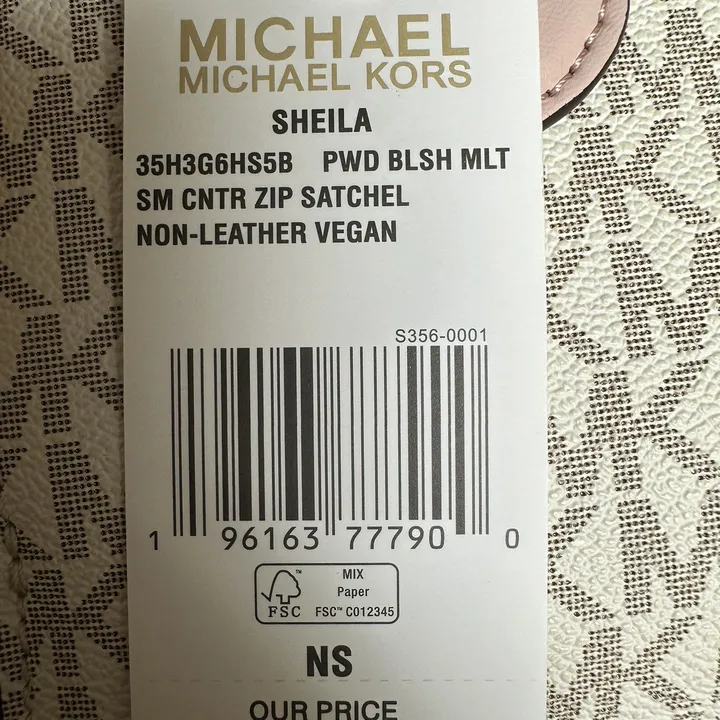 MICHAEL
MICHAEL KORS
SHEILA
35H3G6HS5B PWD BLSH MLT
SM CNTR ZIP SATCHEL
NON-LEATHER VEGAN
S356-0001
1 96163 77790 0
FSC™
MIX
Paper
FSC™ C012345
NS
OUR PRICE